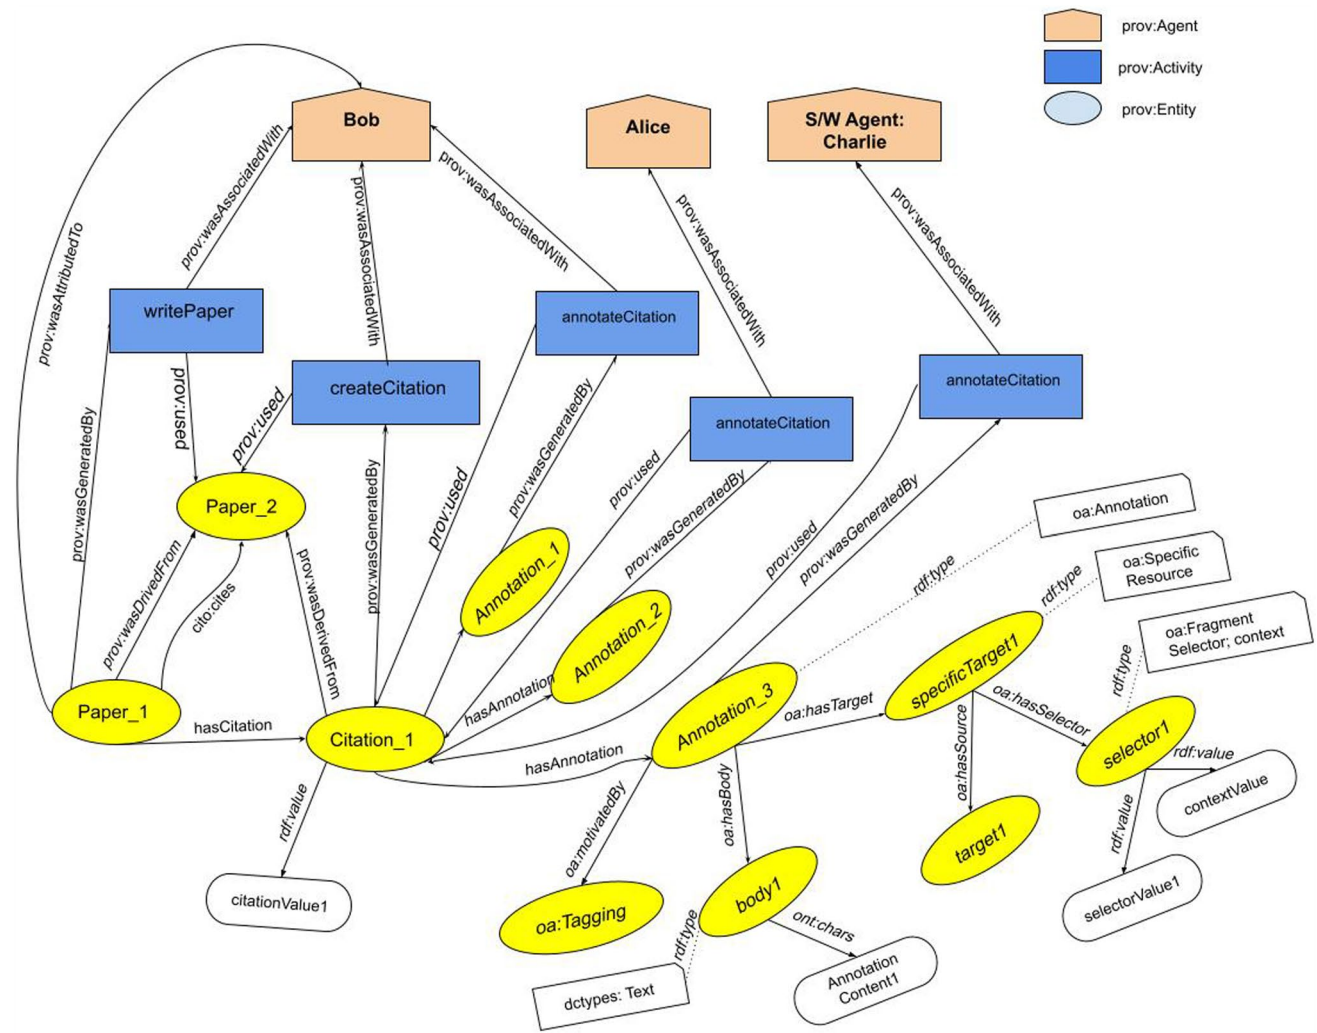 prov:Agent
prov:Activity
prov:Entity
Bob
Alice
S/W Agent:
Charlie
prov:wasAttributedTo
prov:wasAssociatedWith
prov:wasAssociatedWith
prov:wasAssociatedWith
prov:wasAssociatedWith
prov:wasAssociatedWith
writePaper
annotateCitation
createCitation
annotateCitation
annotateCitation
prov:wasGeneratedBy
prov:used
prov:used
prov:wasGeneratedBy
prov:used
prov:wasGeneratedBy
prov:used
prov:wasGeneratedBy
prov:used
prov:wasGeneratedBy
Paper_2
prov:wasDrivedFrom
cito:cites
prov:wasDerivedFrom
Annotation_1
Annotation_2
Annotation_3
oa:Annotation
rdf:type
oa:Specific
Resource
rdf:type
oa:Fragment
Selector; context
rdf:type
specificTarget1
Paper_1
hasCitation
Citation_1
hasAnnotation
hasAnnotation
oa:hasTarget
oa:hasSource
oa:hasSelector
selector1
rdf:value
contextValue
rdf:value
selectorValue1
target1
rdf:value
citationValue1
oa:motivatedBy
oa:hasBody
oa:Tagging
body1
rdf:type
ont:chars
dctypes: Text
Annotation
Content1